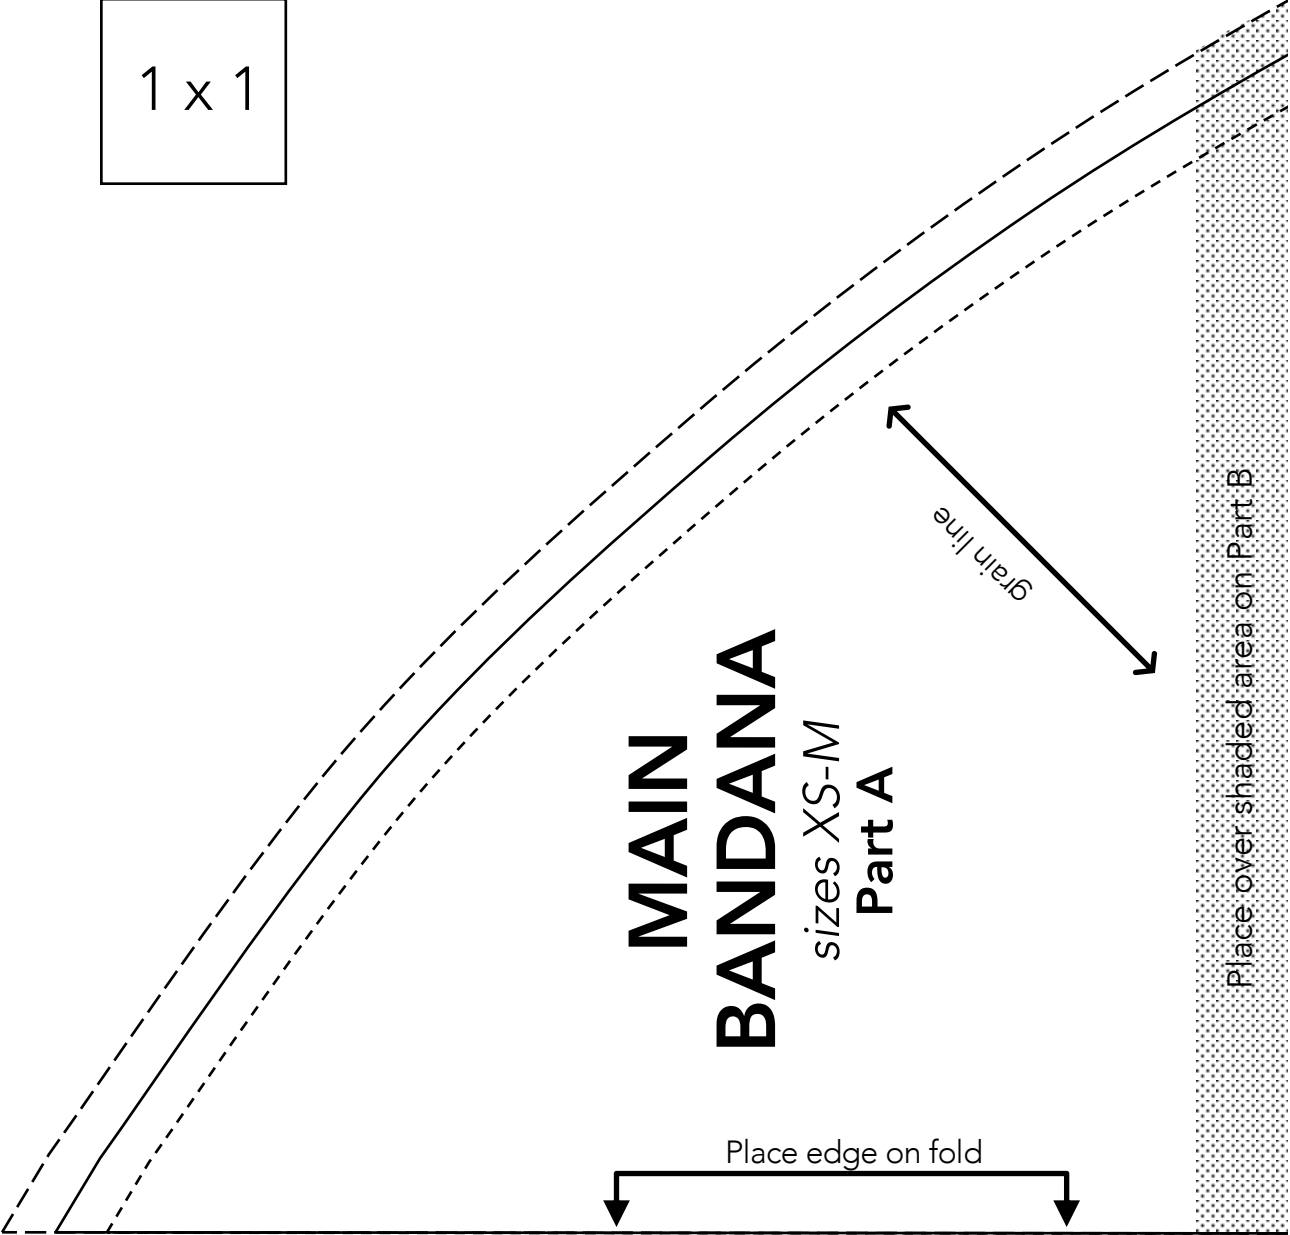 1 x 1
grain line
MAIN
BANDANA
sizes XS-M
Part A
Place over shaded area on Part B
Place edge on fold